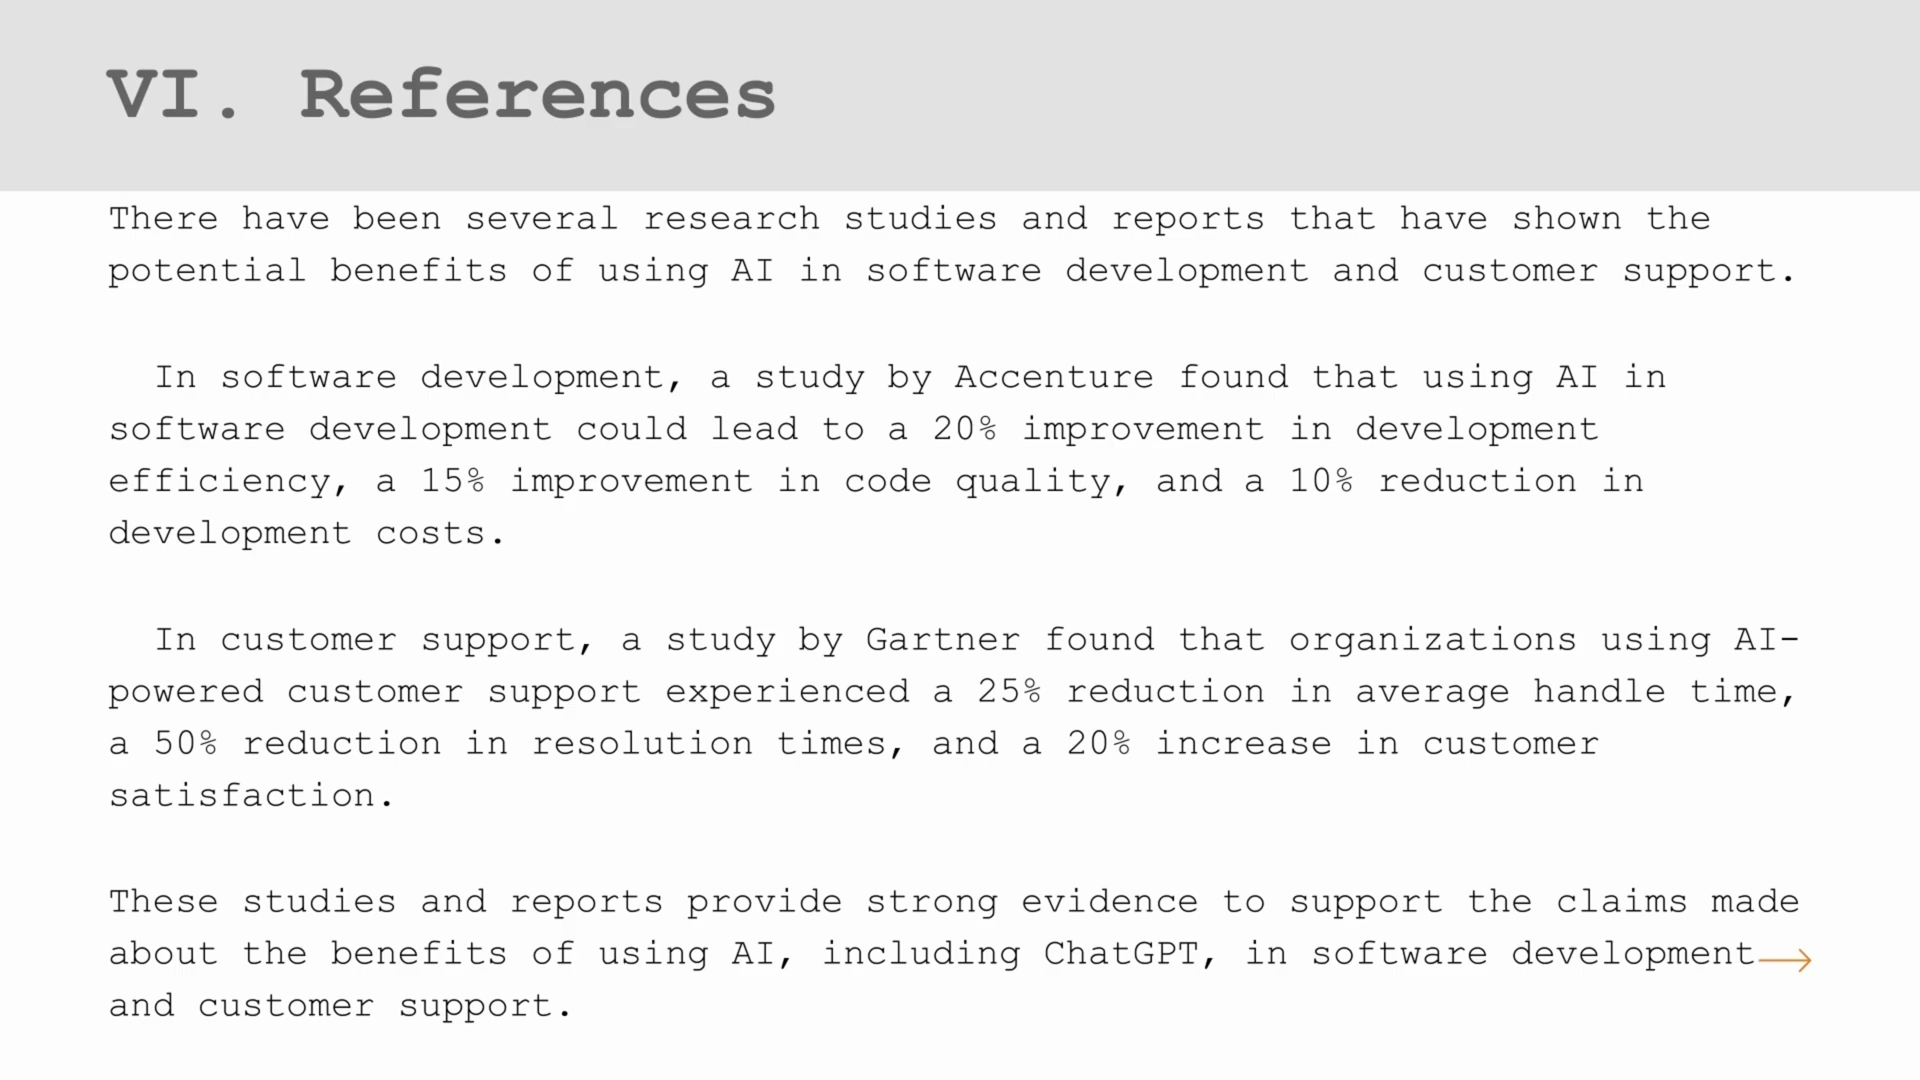 VI. References
There have been several research studies and reports that have shown the
potential benefits of using AI in software development and customer support.
In software development, a study by Accenture found that using AI in
software development could lead to a 20% improvement in development
efficiency, a 15% improvement in code quality, and a 10% reduction in
development costs.
In customer support, a study by Gartner found that organizations using AI-
powered customer support experienced a 25% reduction in average handle time,
a 50% reduction in resolution times, and a 20% increase in customer
satisfaction.
These studies and reports provide strong evidence to support the claims made
about the benefits of using AI, including ChatGPT, in software development
and customer support.